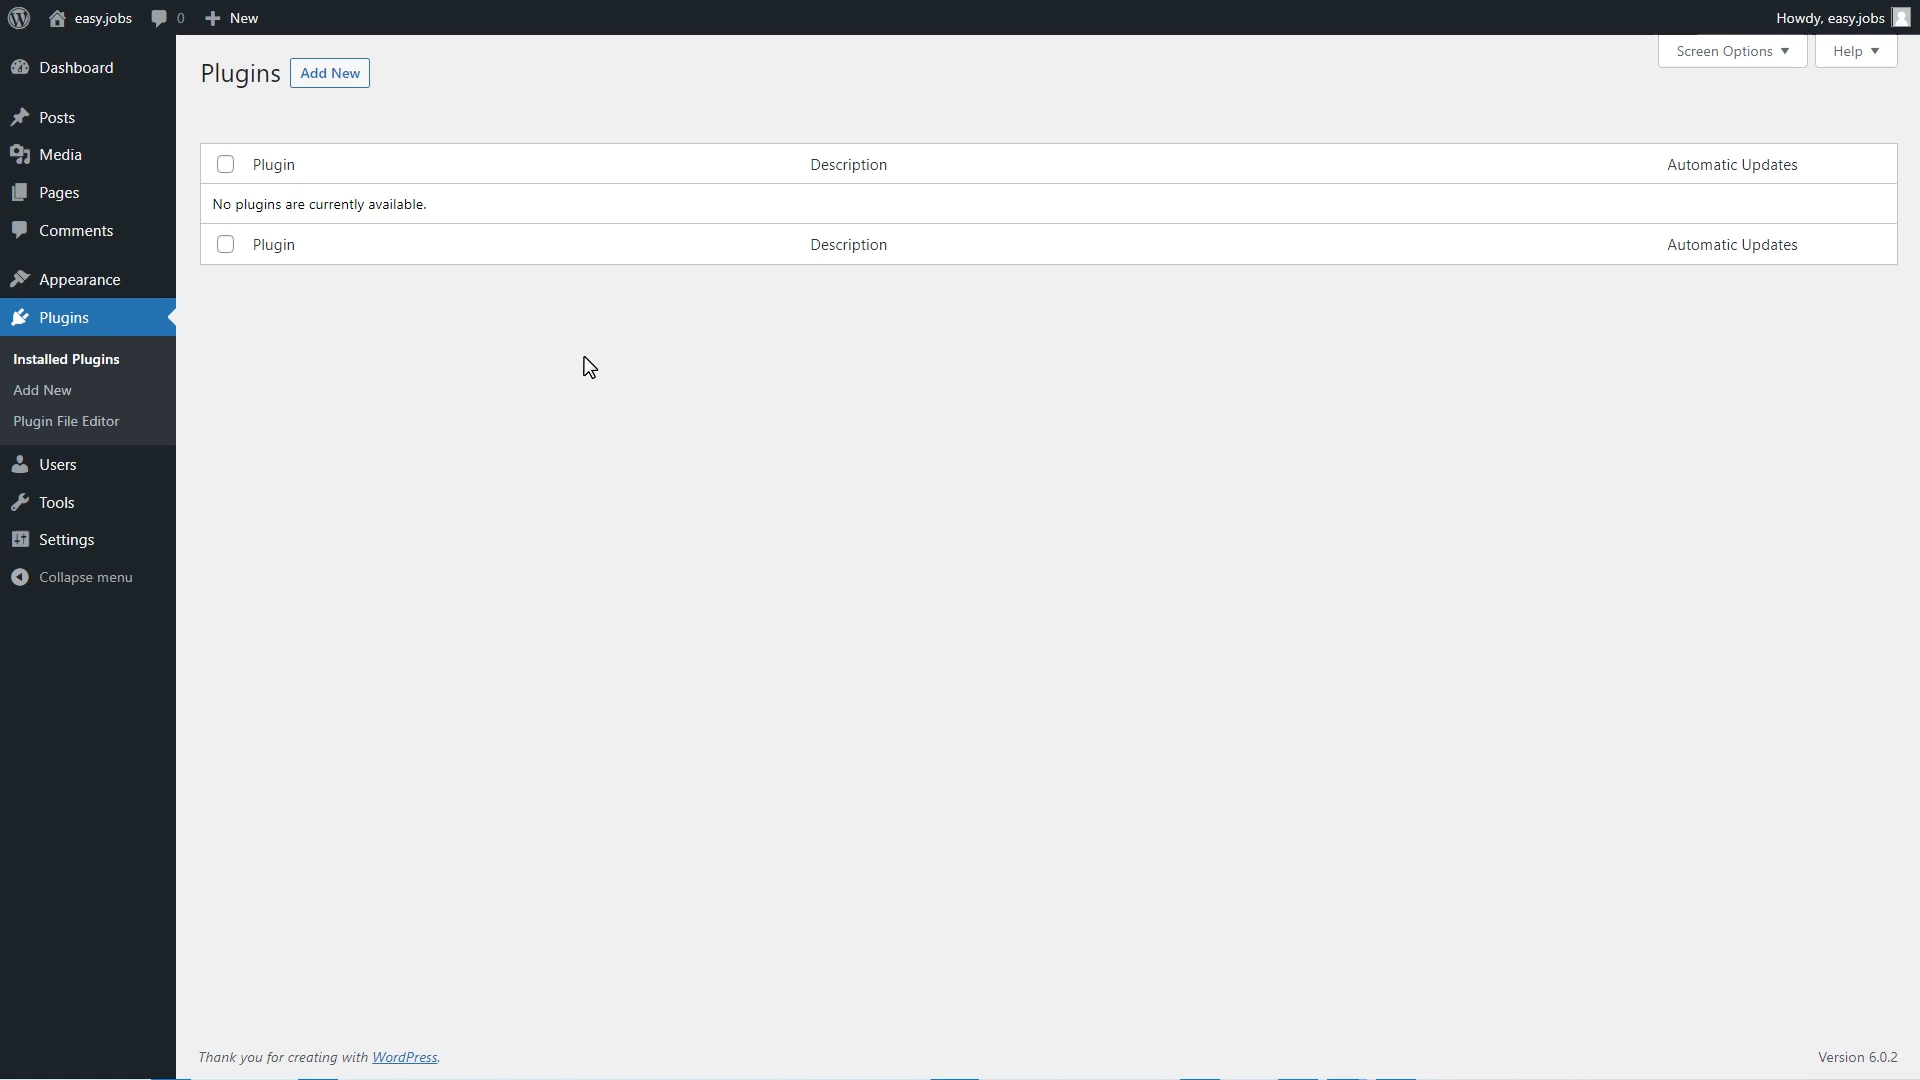 easy.jobs 0 New Howdy, easy.jobs
Screen Options Help
Dashboard
Posts
Media
Pages
Comments
Appearance
Plugins
Installed Plugins
Add New
Plugin File Editor
Users
Tools
Settings
Collapse menu
Plugins Add New
Plugin Description Automatic Updates
No plugins are currently available.
Plugin Description Automatic Updates
Thank you for creating with WordPress. Version 6.0.2